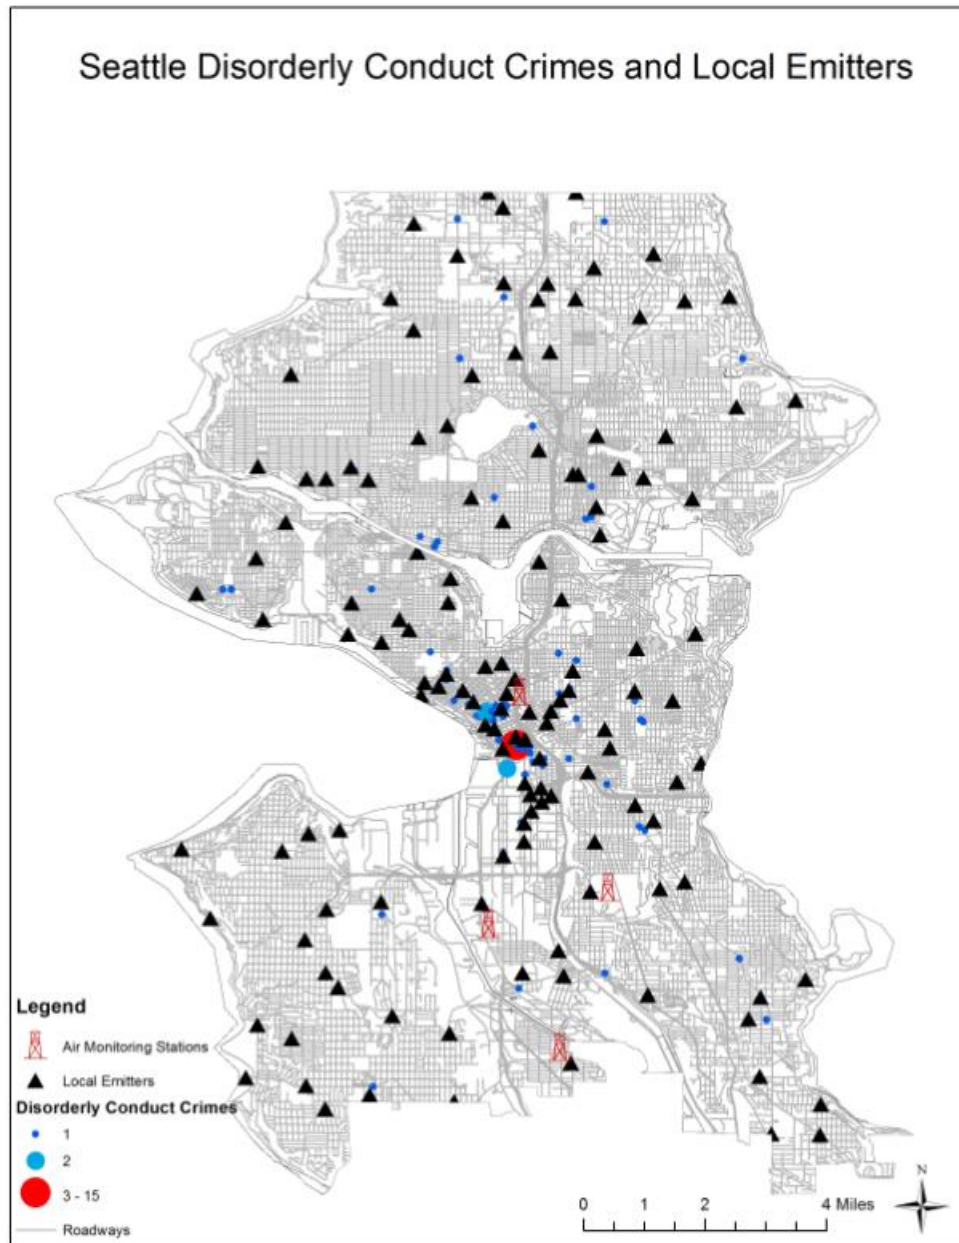 Seattle Disorderly Conduct Crimes and Local Emitters
Legend
Air Monitoring Stations
Local Emitters
Disorderly Conduct Crimes
1
2
3 - 15
Roadways
0 1 2 4 Miles
N